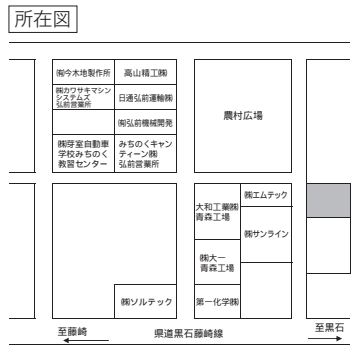 所在図
㈲今木地製作所
高山精工㈱
㈱カワサキマシン
システムズ
弘前営業所
日通弘前運輸㈱
㈲弘前機械開発
㈱芽室自動車
学校みちのく
教習センター
みちのくキャン
ティーン㈱
弘前営業所
農村広場
㈱エムテック
大和工業㈱
青森工場
㈱サンライン
㈱大一
青森工場
㈱ソルテック
第一化学㈱
至藤崎
県道黒石藤崎線
至黒石